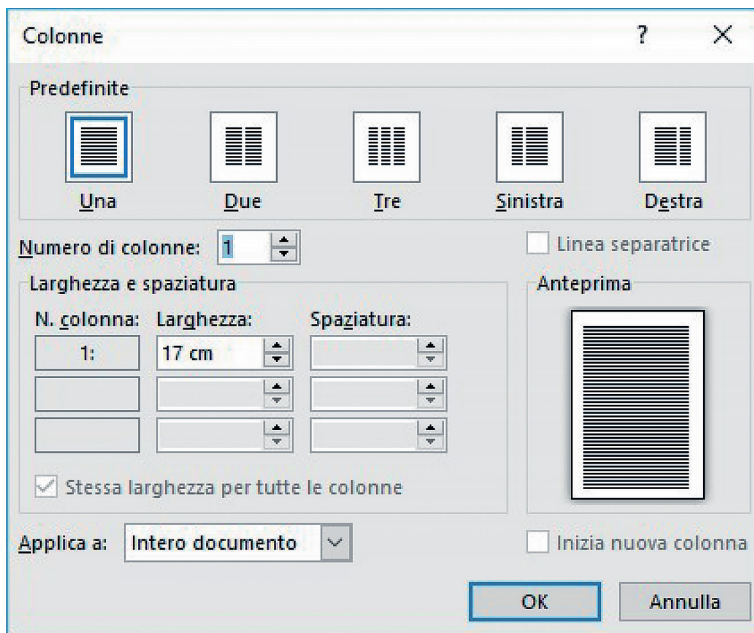 Colonne ?
Predefinite
Una Due Tre Sinistra Destra
Numero di colonne: 1 Linea separatrice
Larghezza e spaziatura Anteprima
N. colonna: Larghezza: Spaziatura:
1: 17 cm
Stessa larghezza per tutte le colonne
Applica a: Intero documento Inizia nuova colonna
OK Annulla